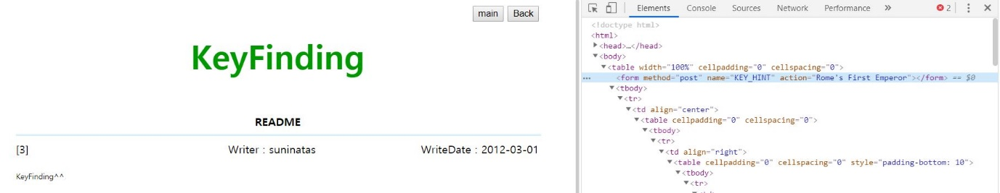 main Back
KeyFinding
README
[3] Writer : suninatas WriteDate : 2012-03-01
KeyFinding^^
Elements Console Sources Network Performance » 2
<!doctype html>
<html>
<head>…</head>
<body>
<table width="100%" cellpadding="0" cellspacing="0">
<form method="post" name="KEY_HINT" action="Rome's First Emperor"></form> == $0
<tbody>
<tr>
<td align="center">
<table cellpadding="0" cellspacing="0">
<tbody>
<tr>
<td align="right">
<table cellpadding="0" cellspacing="0" style="padding-bottom: 10">
<tbody>
<tr>